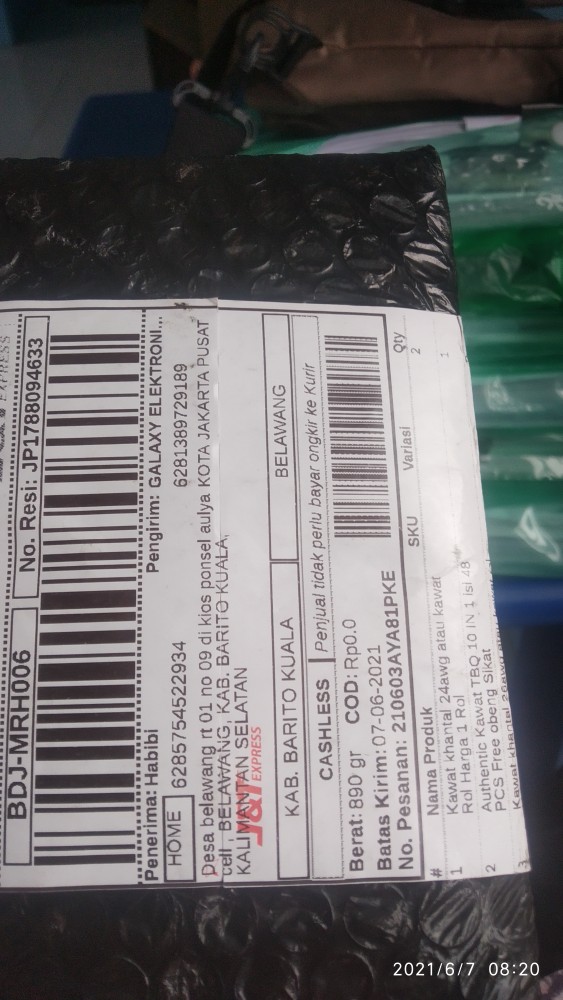 EXPRESS
BDJ-MRH006
No. Resi: JP1788094633
Penerima: Habibi
Pengirim: GALAXY ELEKTRONI...
HOME
6285754522934
6281389729189
Desa belawang rt 01 no 09 di kios ponsel aulya KOTA JAKARTA PUSAT
cell , BELAWANG, KAB. BARITO KUALA,
KALIMANTAN SELATAN
J&T EXPRESS
KAB. BARITO KUALA
BELAWANG
CASHLESS
Penjual tidak perlu bayar ongkir ke Kurir
Berat: 890 gr
COD: Rp0.0
Batas Kirim: 07-06-2021
No. Pesanan: 210603AYA81PKE
# Nama Produk SKU Variasi Qty
1 Kawat khantal 24awg atau kawat 2
Rol Harga 1 Rol
2 Authentic Kawat TBQ 10 IN 1 Isi 48 1
PCS Free obeng Sikat
3 Kawat khantal 26awg
2021/6/7 08:20